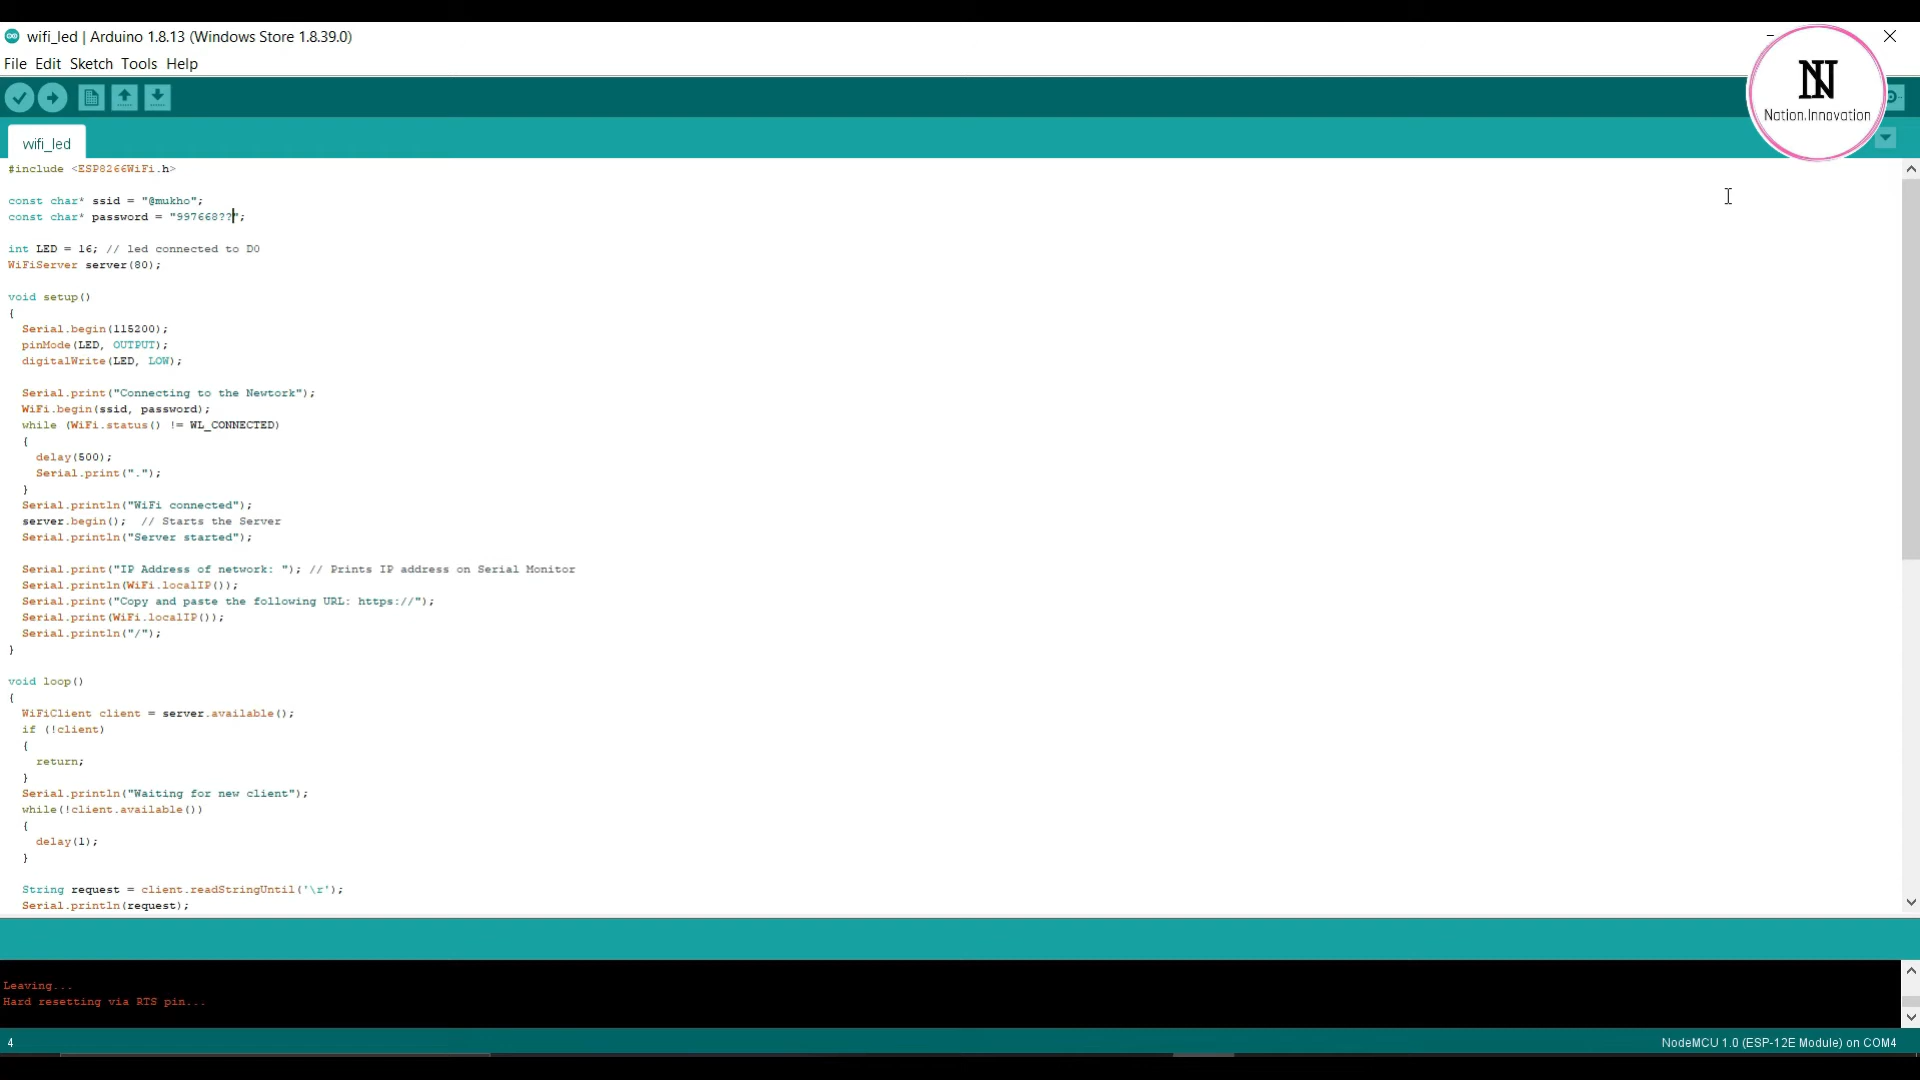 wifi_led | Arduino 1.8.13 (Windows Store 1.8.39.0)
File Edit Sketch Tools Help
NI
Nation.Innovation
wifi_led
#include <ESP8266WiFi.h>
const char* ssid = "@mukho";
const char* password = "997668??";
int LED = 16; // led connected to D0
WiFiServer server(80);
void setup()
{
Serial.begin(115200);
pinMode(LED, OUTPUT);
digitalWrite(LED, LOW);
Serial.print("Connecting to the Newtork");
WiFi.begin(ssid, password);
while (WiFi.status() != WL_CONNECTED)
{
delay(500);
Serial.print(".");
}
Serial.println("WiFi connected");
server.begin();  // Starts the Server
Serial.println("Server started");
Serial.print("IP Address of network: "); // Prints IP address on Serial Monitor
Serial.println(WiFi.localIP());
Serial.print("Copy and paste the following URL: https://");
Serial.print(WiFi.localIP());
Serial.println("/");
}
void loop()
{
WiFiClient client = server.available();
if (!client)
{
return;
}
Serial.println("Waiting for new client");
while(!client.available())
{
delay(1);
}
String request = client.readStringUntil('\r');
Serial.println(request);
Leaving...
Hard resetting via RTS pin...
4
NodeMCU 1.0 (ESP-12E Module) on COM4